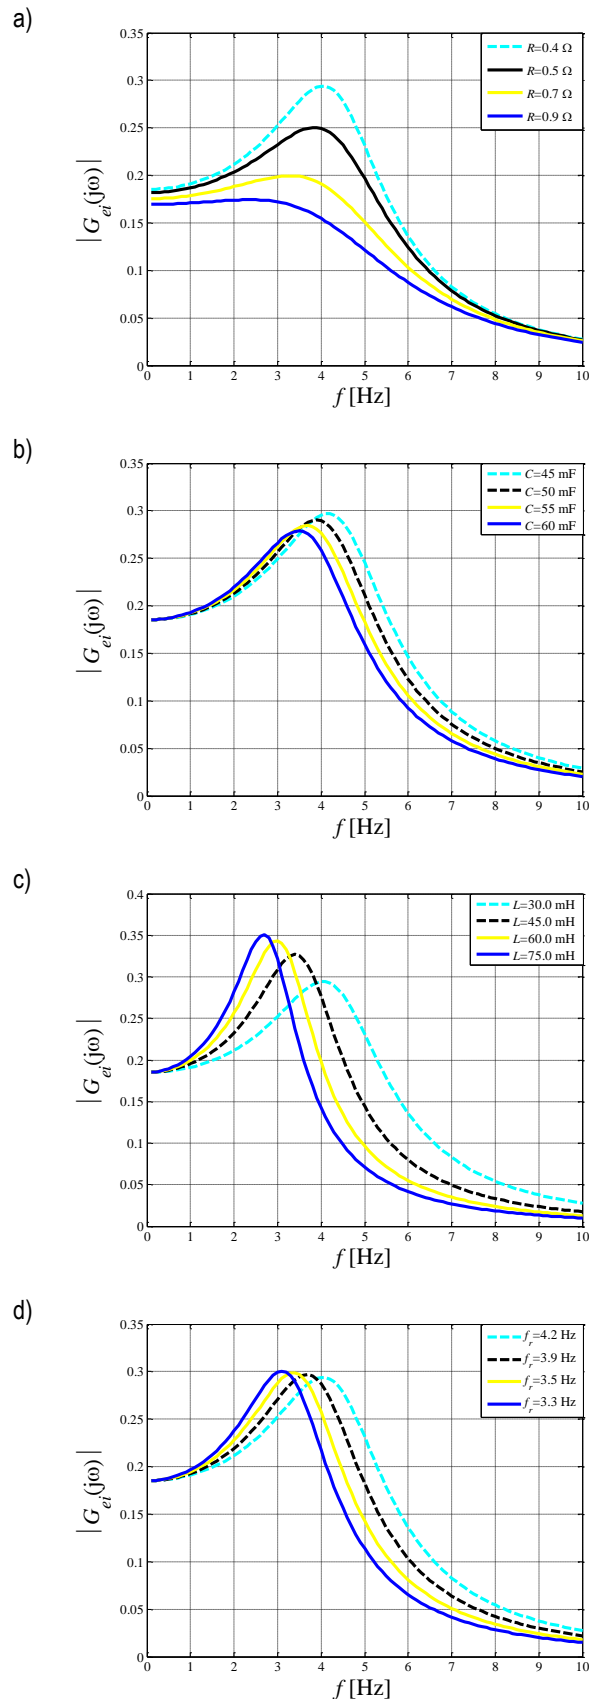 a)
0.35
0.3
0.25
0.2
0.15
0.1
0.05
0
|G_ei(jω)|
R=0.4 Ω
R=0.5 Ω
R=0.7 Ω
R=0.9 Ω
0 1 2 3 4 5 6 7 8 9 10
f [Hz]
b)
0.35
0.3
0.25
0.2
0.15
0.1
0.05
0
|G_ei(jω)|
C=45 mF
C=50 mF
C=55 mF
C=60 mF
0 1 2 3 4 5 6 7 8 9 10
f [Hz]
c)
0.4
0.35
0.3
0.25
0.2
0.15
0.1
0.05
0
|G_ei(jω)|
L=30.0 mH
L=45.0 mH
L=60.0 mH
L=75.0 mH
0 1 2 3 4 5 6 7 8 9 10
f [Hz]
d)
0.35
0.3
0.25
0.2
0.15
0.1
0.05
0
|G_ei(jω)|
f_r=4.2 Hz
f_r=3.9 Hz
f_r=3.5 Hz
f_r=3.3 Hz
0 1 2 3 4 5 6 7 8 9 10
f [Hz]